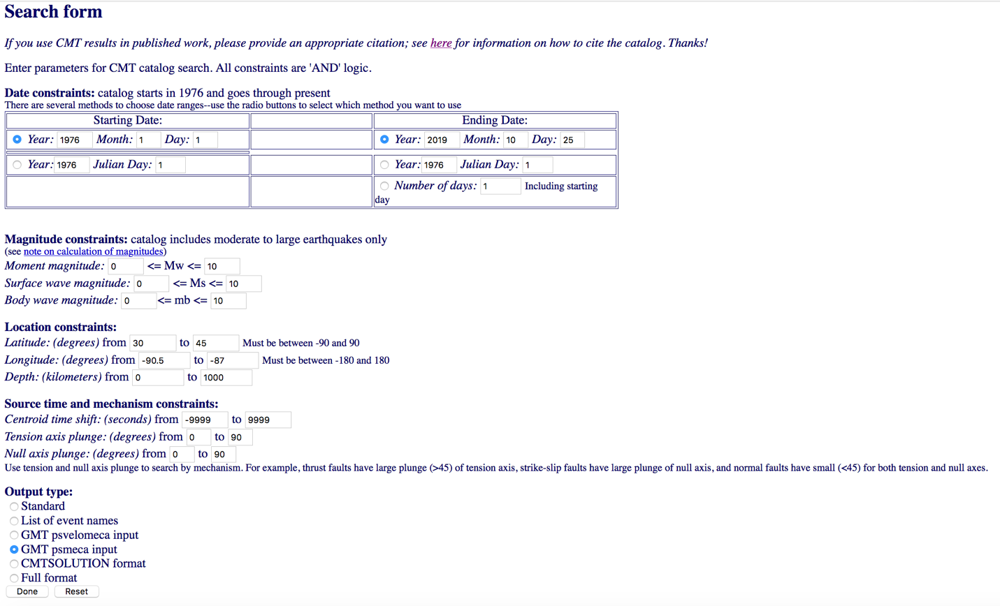 Search form
If you use CMT results in published work, please provide an appropriate citation; see here for information on how to cite the catalog. Thanks!
Enter parameters for CMT catalog search. All constraints are 'AND' logic.
Date constraints: catalog starts in 1976 and goes through present
There are several methods to choose date ranges--use the radio buttons to select which method you want to use
Starting Date: Ending Date:
Year: 1976 Month: 1 Day: 1 Year: 2019 Month: 10 Day: 25
Year: 1976 Julian Day: 1 Year: 1976 Julian Day: 1
Number of days: 1 Including starting
day
Magnitude constraints: catalog includes moderate to large earthquakes only
(see note on calculation of magnitudes)
Moment magnitude: 0 <= Mw <= 10
Surface wave magnitude: 0 <= Ms <= 10
Body wave magnitude: 0 <= mb <= 10
Location constraints:
Latitude: (degrees) from 30 to 45 Must be between -90 and 90
Longitude: (degrees) from -90.5 to -87 Must be between -180 and 180
Depth: (kilometers) from 0 to 1000
Source time and mechanism constraints:
Centroid time shift: (seconds) from -9999 to 9999
Tension axis plunge: (degrees) from 0 to 90
Null axis plunge: (degrees) from 0 to 90
Use tension and null axis plunge to search by mechanism. For example, thrust faults have large plunge (>45) of tension axis, strike-slip faults have large plunge of null axis, and normal faults have small (<45) for both tension and null axes.
Output type:
Standard
List of event names
GMT psvelomeca input
GMT psmeca input
CMTSOLUTION format
Full format
Done Reset